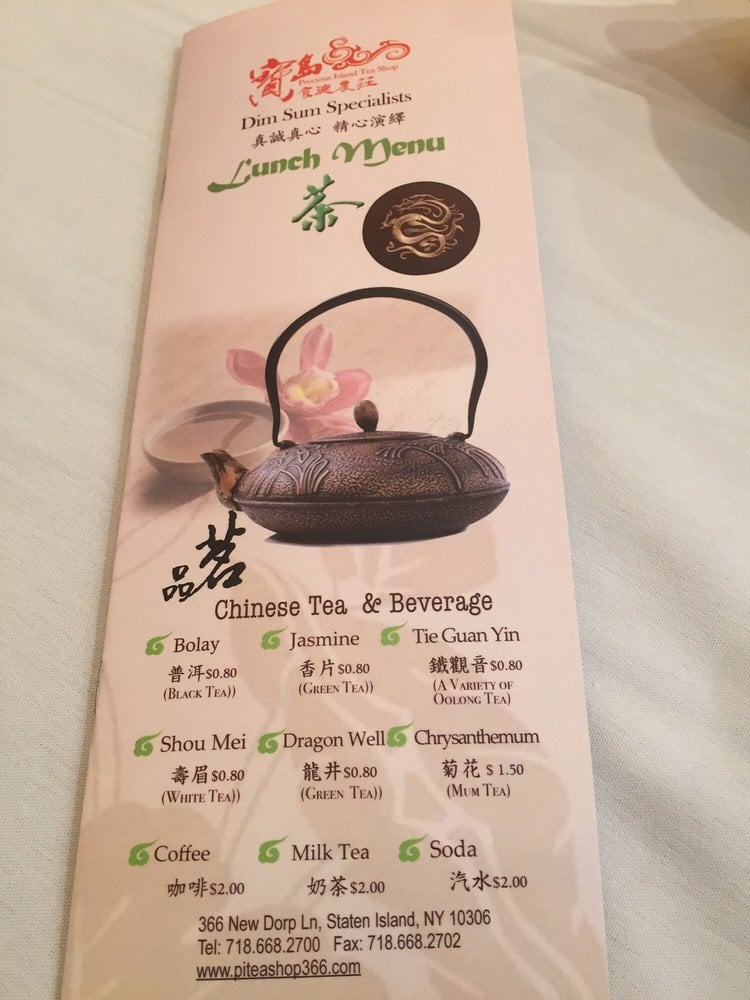 寶島
Precious Island Tea Shop
食通農莊
Dim Sum Specialists
真誠真心 精心演繹
Lunch Menu
茶
品茗
Chinese Tea & Beverage
Bolay Jasmine Tie Guan Yin
普洱$0.80 香片$0.80 鐵觀音$0.80
(Black Tea)) (Green Tea)) (A Variety of
Oolong Tea)
Shou Mei Dragon Well Chrysanthemum
壽眉$0.80 龍井$0.80 菊花 $ 1.50
(White Tea)) (Green Tea)) (Mum Tea)
Coffee Milk Tea Soda
咖啡$2.00 奶茶$2.00 汽水$2.00
366 New Dorp Ln, Staten Island, NY 10306
Tel: 718.668.2700 Fax: 718.668.2702
www.piteashop366.com